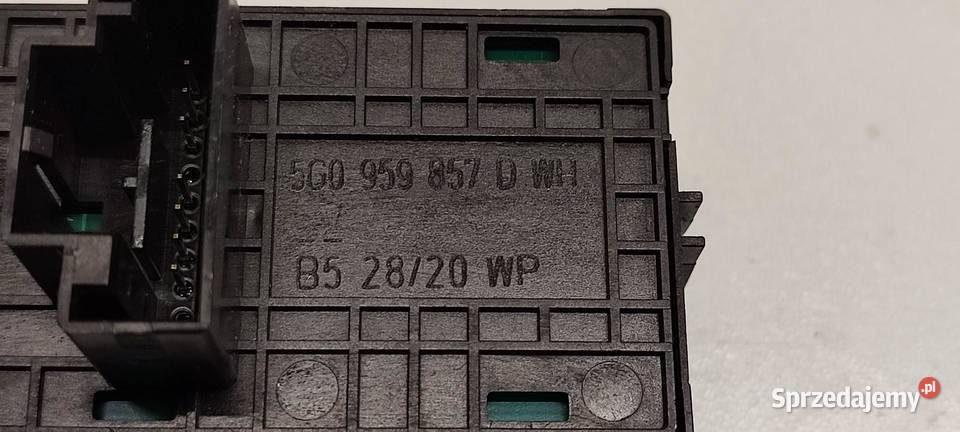 5G0 959 857 D WH
B5 28/20 WP
Sprzedajemy .pl